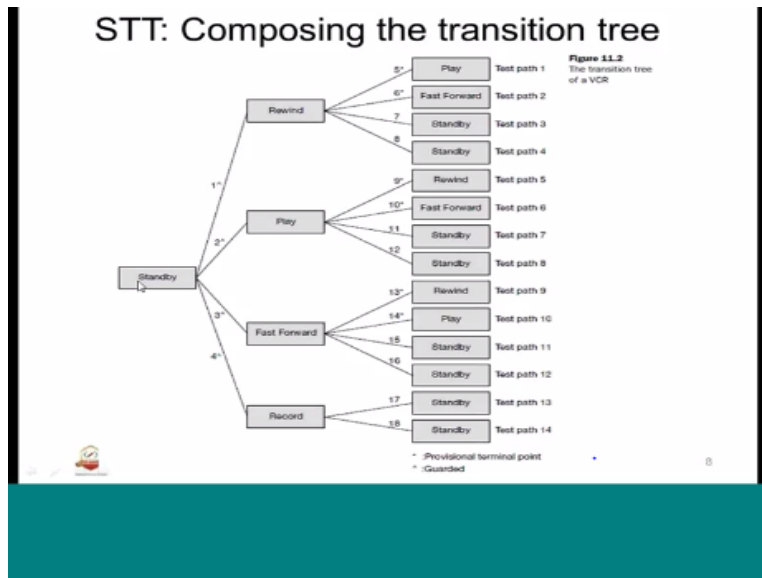 STT: Composing the transition tree
Figure 11.2
The transition tree
of a VCR
5* Play Test path 1
6* Fast Forward Test path 2
Rewind
7 Standby Test path 3
8 Standby Test path 4
1^
9* Rewind Test path 5
10* Fast Forward Test path 6
Play
11 Standby Test path 7
2^
12 Standby Test path 8
Standby
13* Rewind Test path 9
3^
14* Play Test path 10
Fast Forward
15 Standby Test path 11
4^
16 Standby Test path 12
17 Standby Test path 13
Record
18 Standby Test path 14
* :Provisional terminal point
^ :Guarded
8